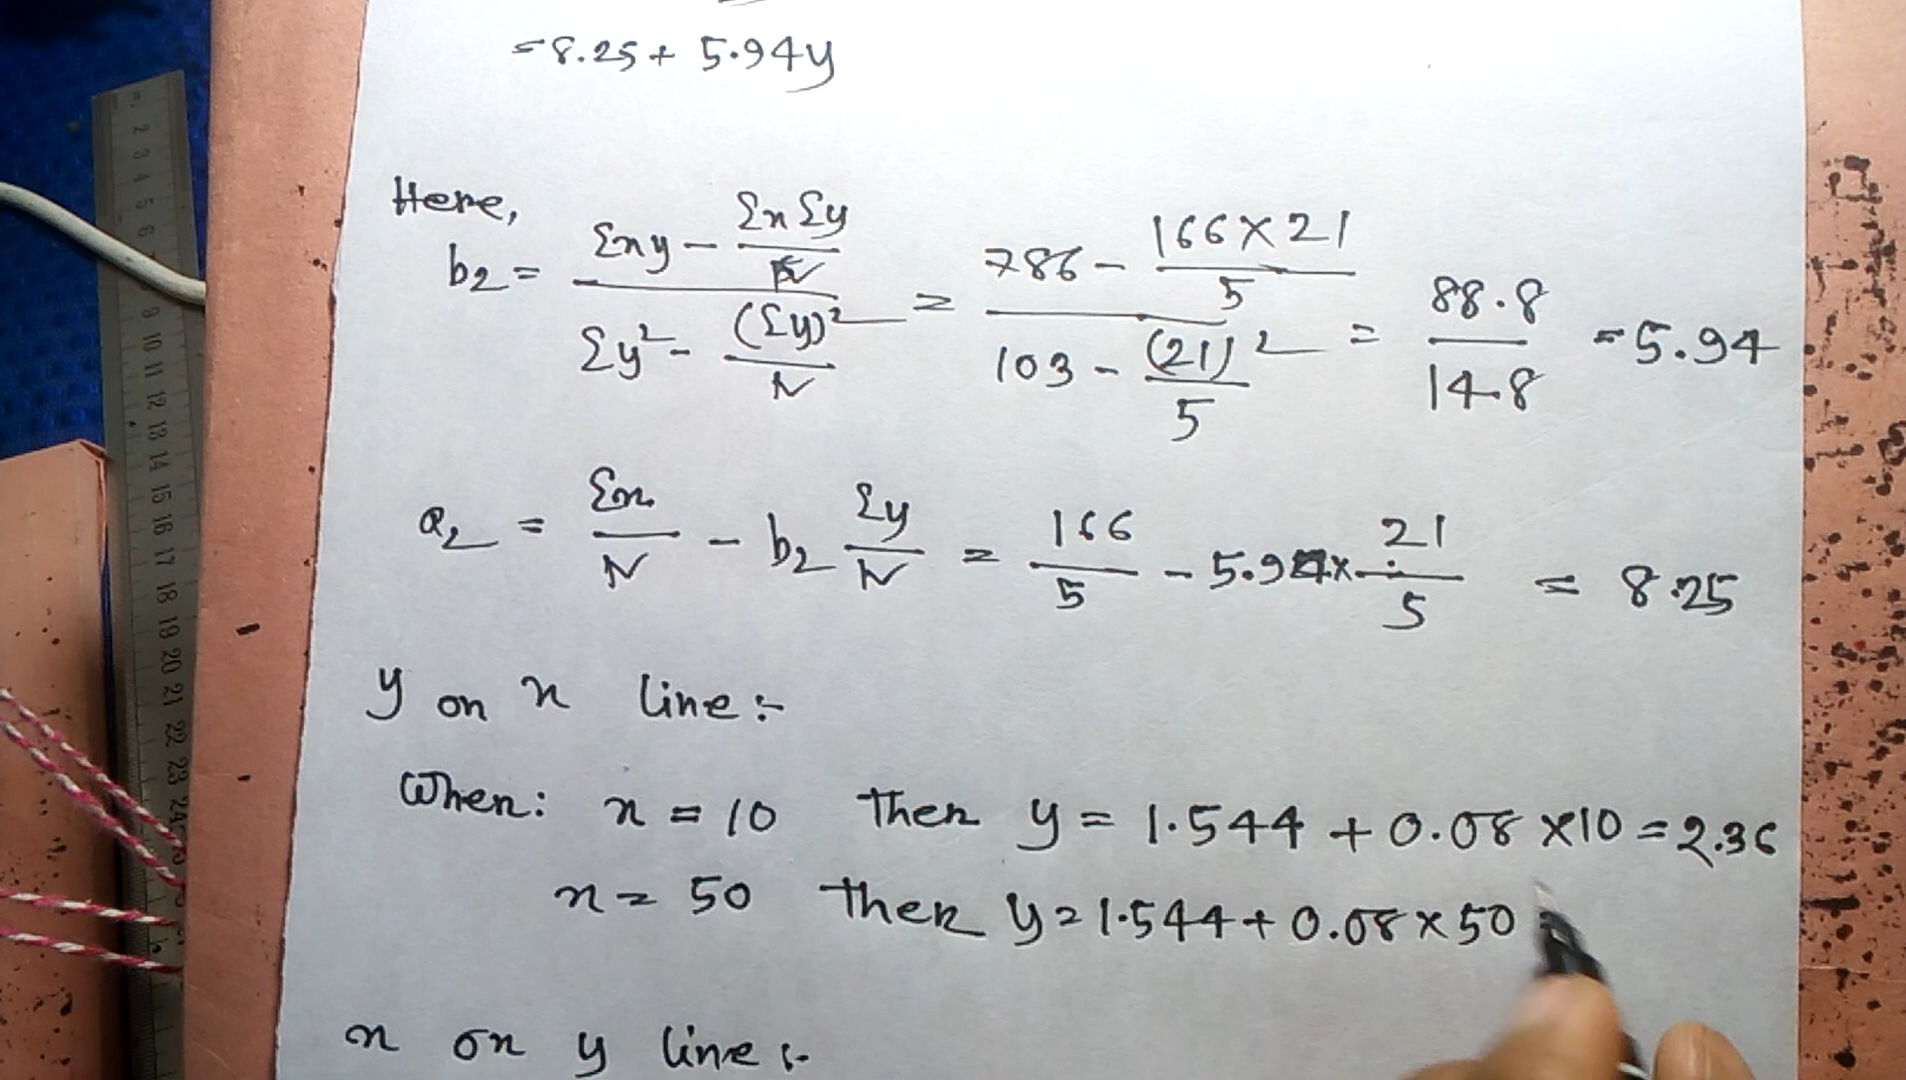 = 8.25 + 5.94y
Here,
b2 = (Σxy - (Σx Σy)/N) / (Σy² - (Σy)²/N) = (786 - (166×21)/5) / (103 - (21)²/5) = 88.8/14.8 = 5.94
a2 = Σx/N - b2 Σy/N = 166/5 - 5.94 × 21/5 = 8.25
y on x line :-
When: x = 10 then y = 1.544 + 0.08 × 10 = 2.36
x = 50 then y = 1.544 + 0.08 × 50
x on y line :-